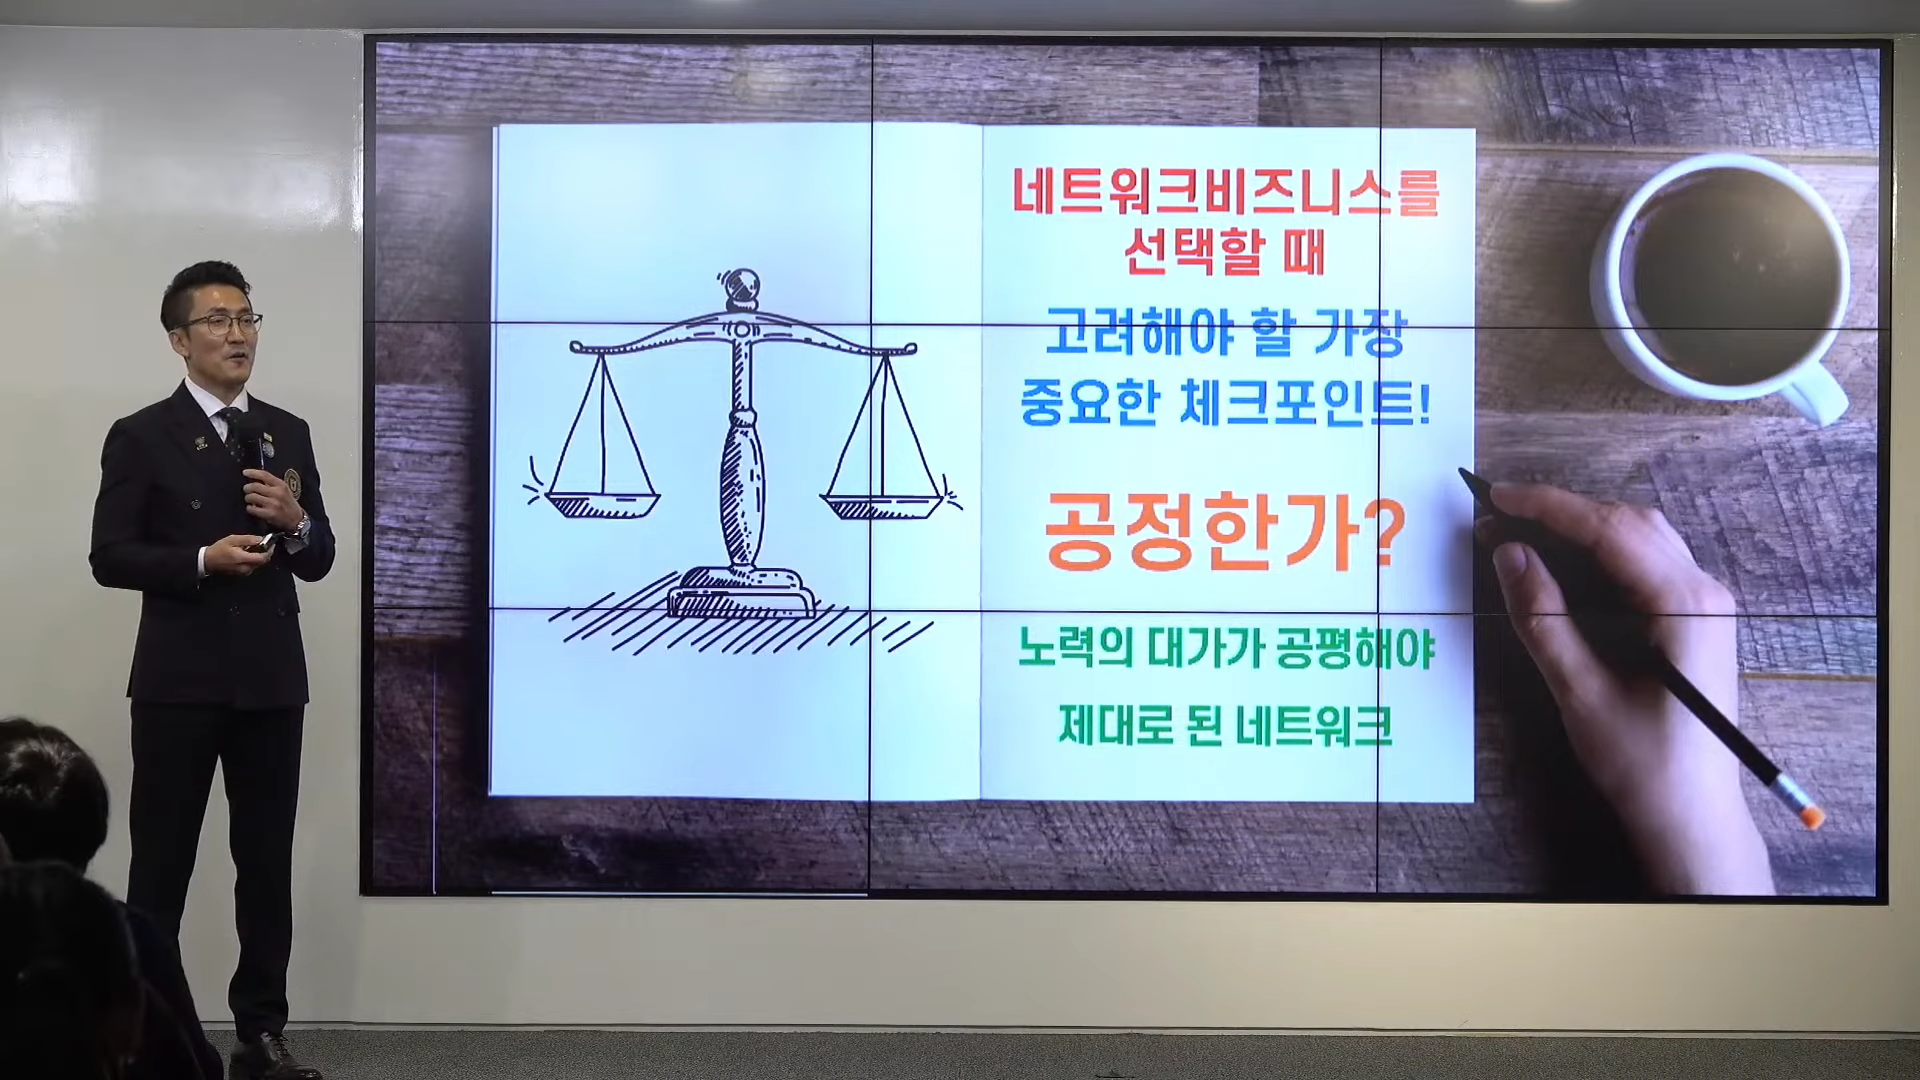 네트워크비즈니스를
선택할 때
고려해야 할 가장
중요한 체크포인트!
공정한가?
노력의 대가가 공평해야
제대로 된 네트워크